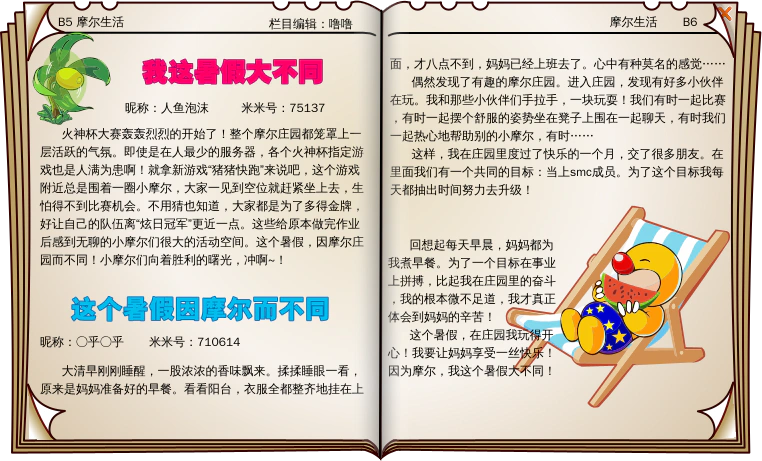 B5 摩尔生活
栏目编辑：噜噜
我这暑假大不同
昵称：人鱼泡沫 米米号：75137
火神杯大赛轰轰烈烈的开始了！整个摩尔庄园都笼罩上一
层活跃的气氛。即使是在人最少的服务器，各个火神杯指定游
戏也是人满为患啊！就拿新游戏“猪猪快跑”来说吧，这个游戏
附近总是围着一圈小摩尔，大家一见到空位就赶紧坐上去，生
怕得不到比赛机会。不用猜也知道，大家都是为了多得金牌，
好让自己的队伍离“炫日冠军”更近一点。这些给原本做完作业
后感到无聊的小摩尔们很大的活动空间。这个暑假，因摩尔庄
园而不同！小摩尔们向着胜利的曙光，冲啊~！
这个暑假因摩尔而不同
昵称：〇乎〇乎 米米号：710614
大清早刚刚睡醒，一股浓浓的香味飘来。揉揉睡眼一看，
原来是妈妈准备好的早餐。看看阳台，衣服全都整齐地挂在上
摩尔生活 B6
面，才八点不到，妈妈已经上班去了。心中有种莫名的感觉……
偶然发现了有趣的摩尔庄园。进入庄园，发现有好多小伙伴
在玩。我和那些小伙伴们手拉手，一块玩耍！我们有时一起比赛
，有时一起摆个舒服的姿势坐在凳子上围在一起聊天，有时我们
一起热心地帮助别的小摩尔，有时……
这样，我在庄园里度过了快乐的一个月，交了很多朋友。在
里面我们有一个共同的目标：当上smc成员。为了这个目标我每
天都抽出时间努力去升级！
回想起每天早晨，妈妈都为
我煮早餐。为了一个目标在事业
上拼搏，比起我在庄园里的奋斗
，我的根本微不足道，我才真正
体会到妈妈的辛苦！
这个暑假，在庄园我玩得开
心！我要让妈妈享受一丝快乐！
因为摩尔，我这个暑假大不同！